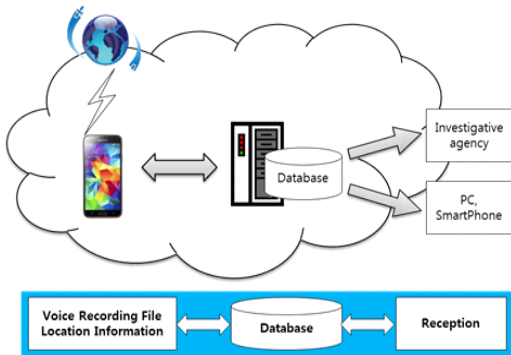 Database
Investigative
agency
PC,
SmartPhone
Voice Recording File
Location Information
Database
Reception